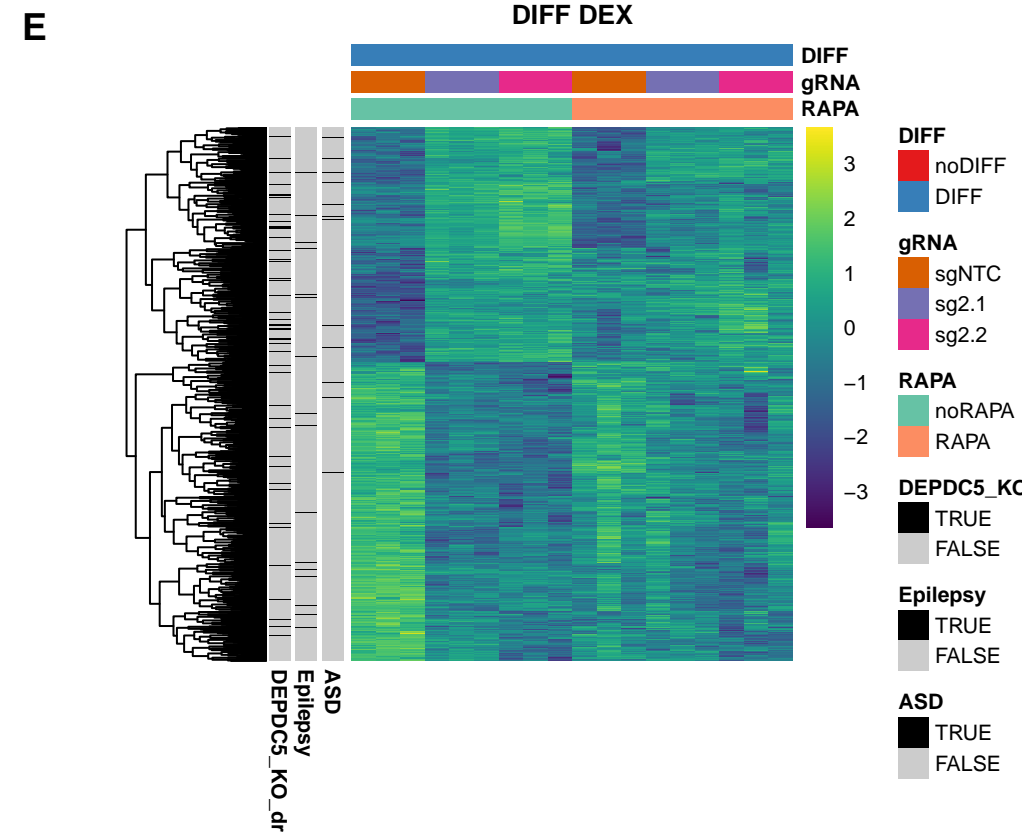 E
DIFF DEX
DIFF
gRNA
RAPA
3
2
1
0
−1
−2
−3
DIFF
noDIFF
DIFF
gRNA
sgNTC
sg2.1
sg2.2
RAPA
noRAPA
RAPA
DEPDC5_KO
TRUE
FALSE
Epilepsy
TRUE
FALSE
ASD
TRUE
FALSE
DEPDC5_KO_dr
Epilepsy
ASD